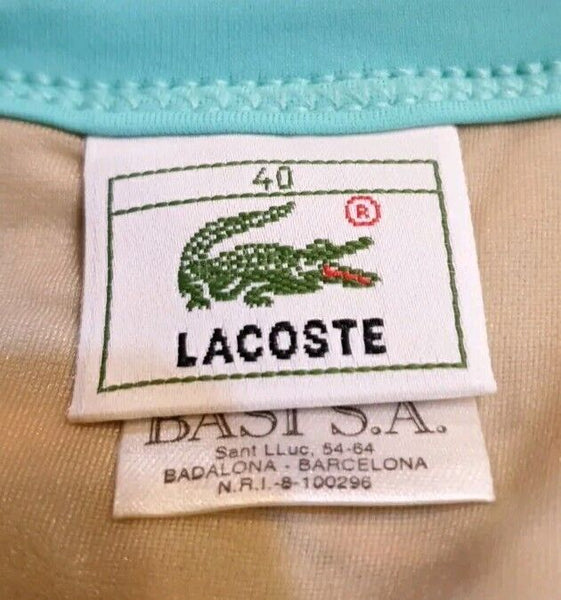 40
®
LACOSTE
BASI S.A.
Sant LLuc, 54-64
BADALONA - BARCELONA
N.R.I.-8-100296